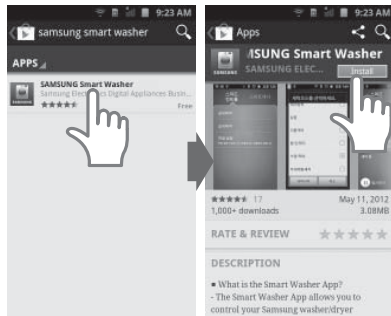 9:23 AM
samsung smart washer
APPS
SAMSUNG Smart Washer
Samsung Electronics Digital Appliances Busin...
Free
9:23 AM
Apps
SAMSUNG
MSUNG Smart Washer
SAMSUNG ELEC...
Install
17
May 11, 2012
1,000+ downloads
3.08MB
RATE & REVIEW
DESCRIPTION
■ What is the Smart Washer App?
- The Smart Washer App allows you to
control your Samsung washer/dryer